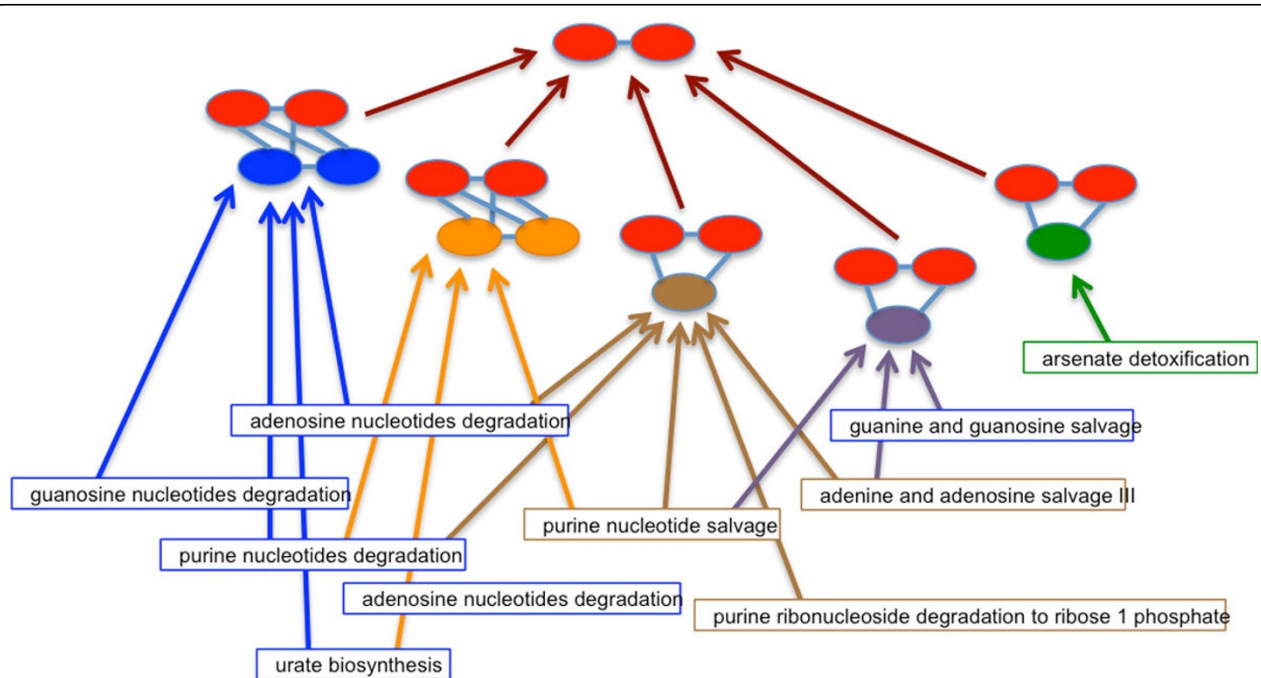 arsenate detoxification
adenosine nucleotides degradation
guanine and guanosine salvage
guanosine nucleotides degradation
adenine and adenosine salvage III
purine nucleotide salvage
purine nucleotides degradation
adenosine nucleotides degradation
purine ribonucleoside degradation to ribose 1 phosphate
urate biosynthesis